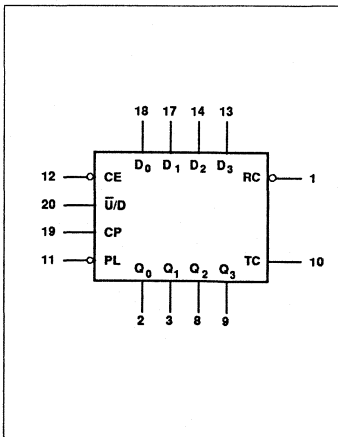 18 17 14 13
D0 D1 D2 D3
12 CE RC 1
20 U̅/D
19 CP
11 PL TC 10
Q0 Q1 Q2 Q3
2 3 8 9